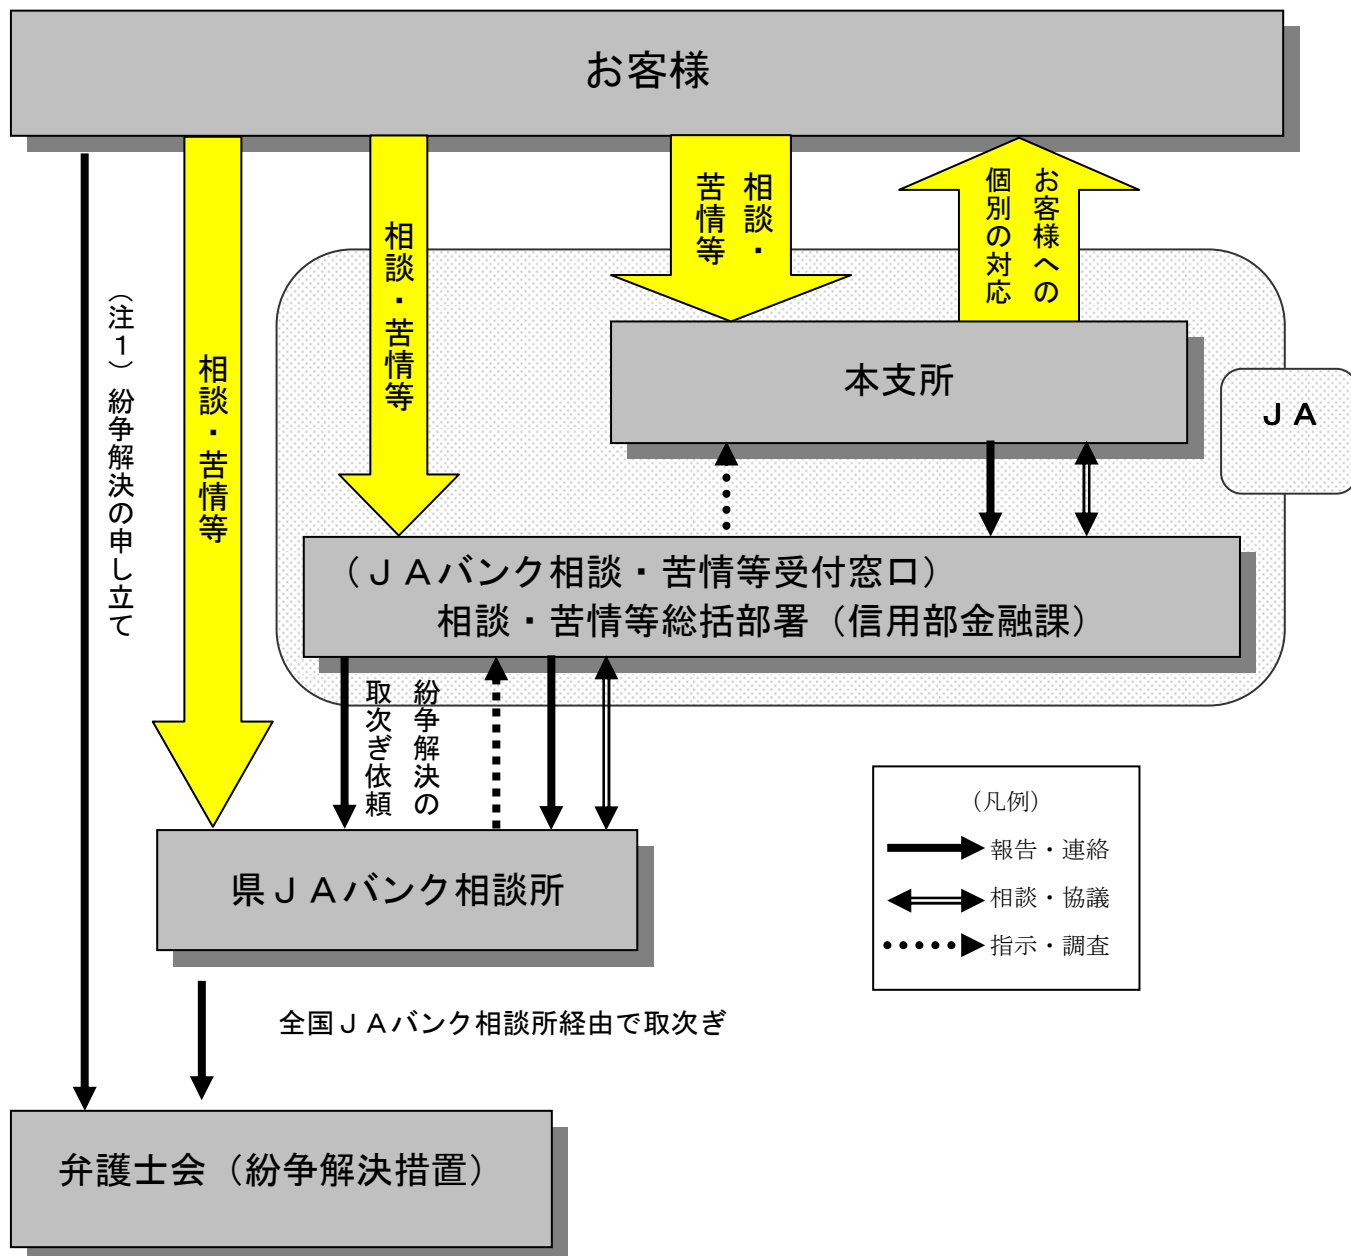 お客様
相談・
苦情等
お客様への
個別の対応
相談・苦情等
相談・苦情等
（注１）紛争解決の申し立て
本支所
ＪＡ
（ＪＡバンク相談・苦情等受付窓口）
相談・苦情等総括部署（信用部金融課）
紛争解決の
取次ぎ依頼
県ＪＡバンク相談所
（凡例）
報告・連絡
相談・協議
指示・調査
全国ＪＡバンク相談所経由で取次ぎ
弁護士会（紛争解決措置）